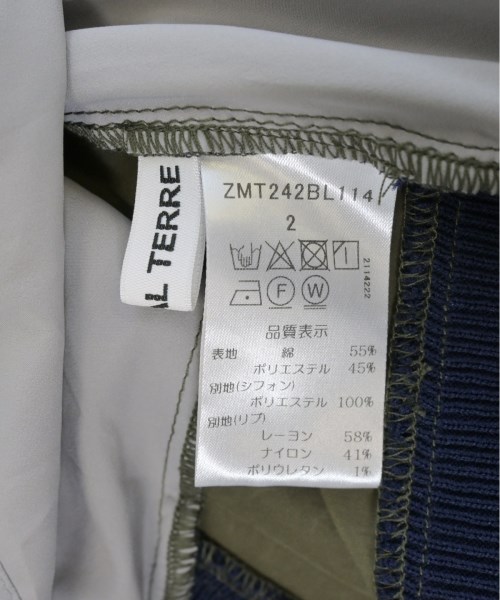 AL TERRE
ZMT242BL114
2
F W
2114222
品質表示
表地 綿 55%
ポリエステル 45%
別地(シフォン)
ポリエステル 100%
別地(リブ)
レーヨン 58%
ナイロン 41%
ポリウレタン 1%